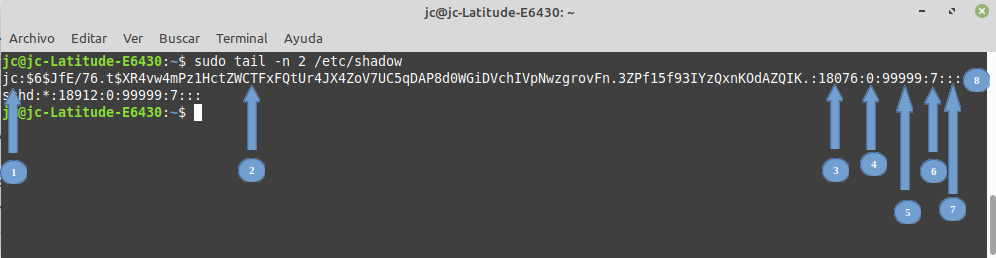 jc@jc-Latitude-E6430: ~
Archivo Editar Ver Buscar Terminal Ayuda
jc@jc-Latitude-E6430:~$ sudo tail -n 2 /etc/shadow
jc:$6$JfE/76.t$XR4vw4mPz1HctZWCTFxFQtUr4JX4ZoV7UC5qDAP8d0WGiDVchIVpNwzgrovFn.3ZPf15f93IYzQxnKOdAZQIK.:18076:0:99999:7:::
sshd:*:18912:0:99999:7:::
jc@jc-Latitude-E6430:~$
8
1 2 3 4 6
5 7